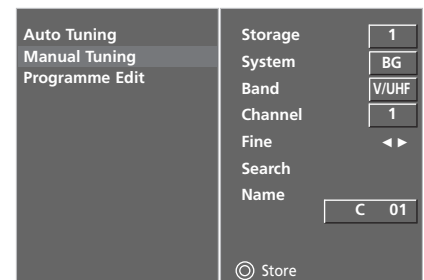 Auto Tuning
Manual Tuning
Programme Edit
Storage 1
System BG
Band V/UHF
Channel 1
Fine ◄ ►
Search
Name
C 01
Store